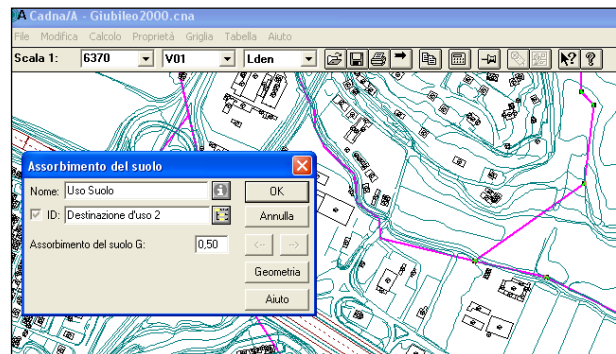 Cadna/A - Giubileo2000.cna
File Modifica Calcolo Proprietà Griglia Tabella Aiuto
Scala 1: 6370 V01 Lden
Assorbimento del suolo
Nome: Uso Suolo OK
ID: Destinazione d'uso 2 Annulla
Assorbimento del suolo G: 0,50 <-- -->
Geometria
Aiuto